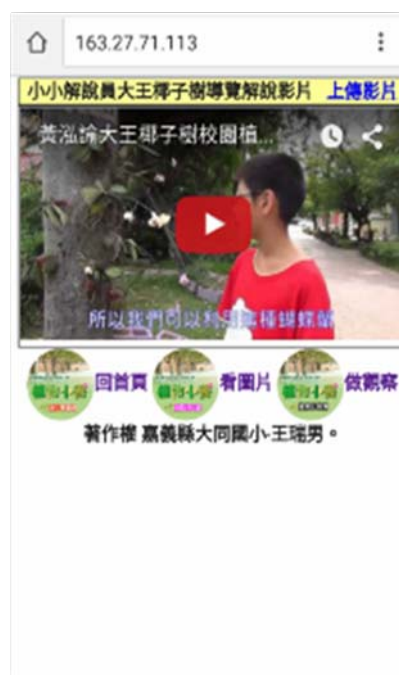 163.27.71.113
小小解說員大王椰子樹導覽解說影片 上傳影片
黃泓諭大王椰子樹校園植...
所以我們可以利用這種蝴蝶蘭
回首頁 看圖片 做觀察
著作權 嘉義縣大同國小-王瑞男。